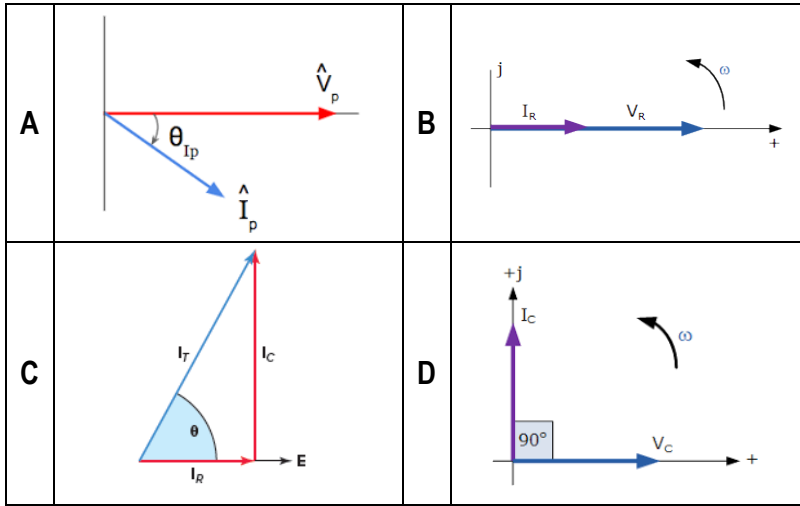 A
V̂p
θIp
Îp
B
j
ω
IR
VR
+
C
IT
IC
θ
IR
E
D
+j
IC
ω
90°
VC
+